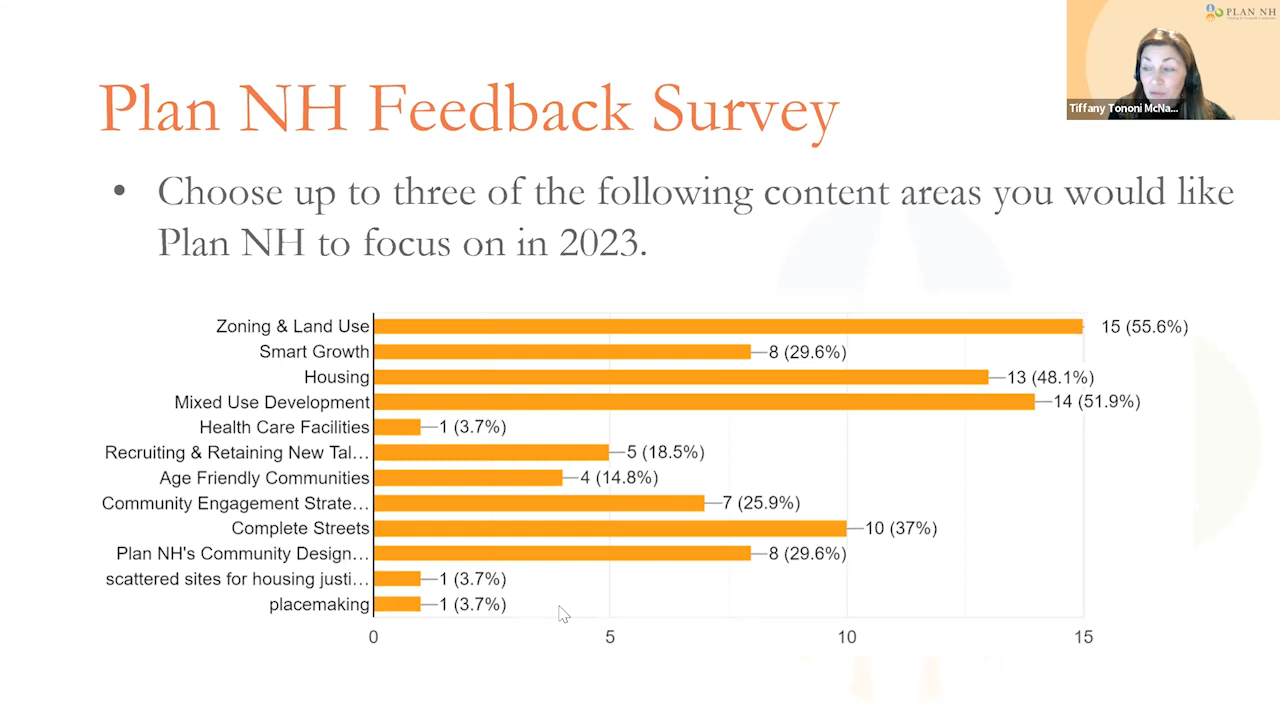 PLAN NH
Tiffany Tononi McNa...
Plan NH Feedback Survey
• Choose up to three of the following content areas you would like
Plan NH to focus on in 2023.
Zoning & Land Use 15 (55.6%)
Smart Growth 8 (29.6%)
Housing 13 (48.1%)
Mixed Use Development 14 (51.9%)
Health Care Facilities 1 (3.7%)
Recruiting & Retaining New Tal… 5 (18.5%)
Age Friendly Communities 4 (14.8%)
Community Engagement Strate… 7 (25.9%)
Complete Streets 10 (37%)
Plan NH's Community Design… 8 (29.6%)
scattered sites for housing justi… 1 (3.7%)
placemaking 1 (3.7%)
0 5 10 15